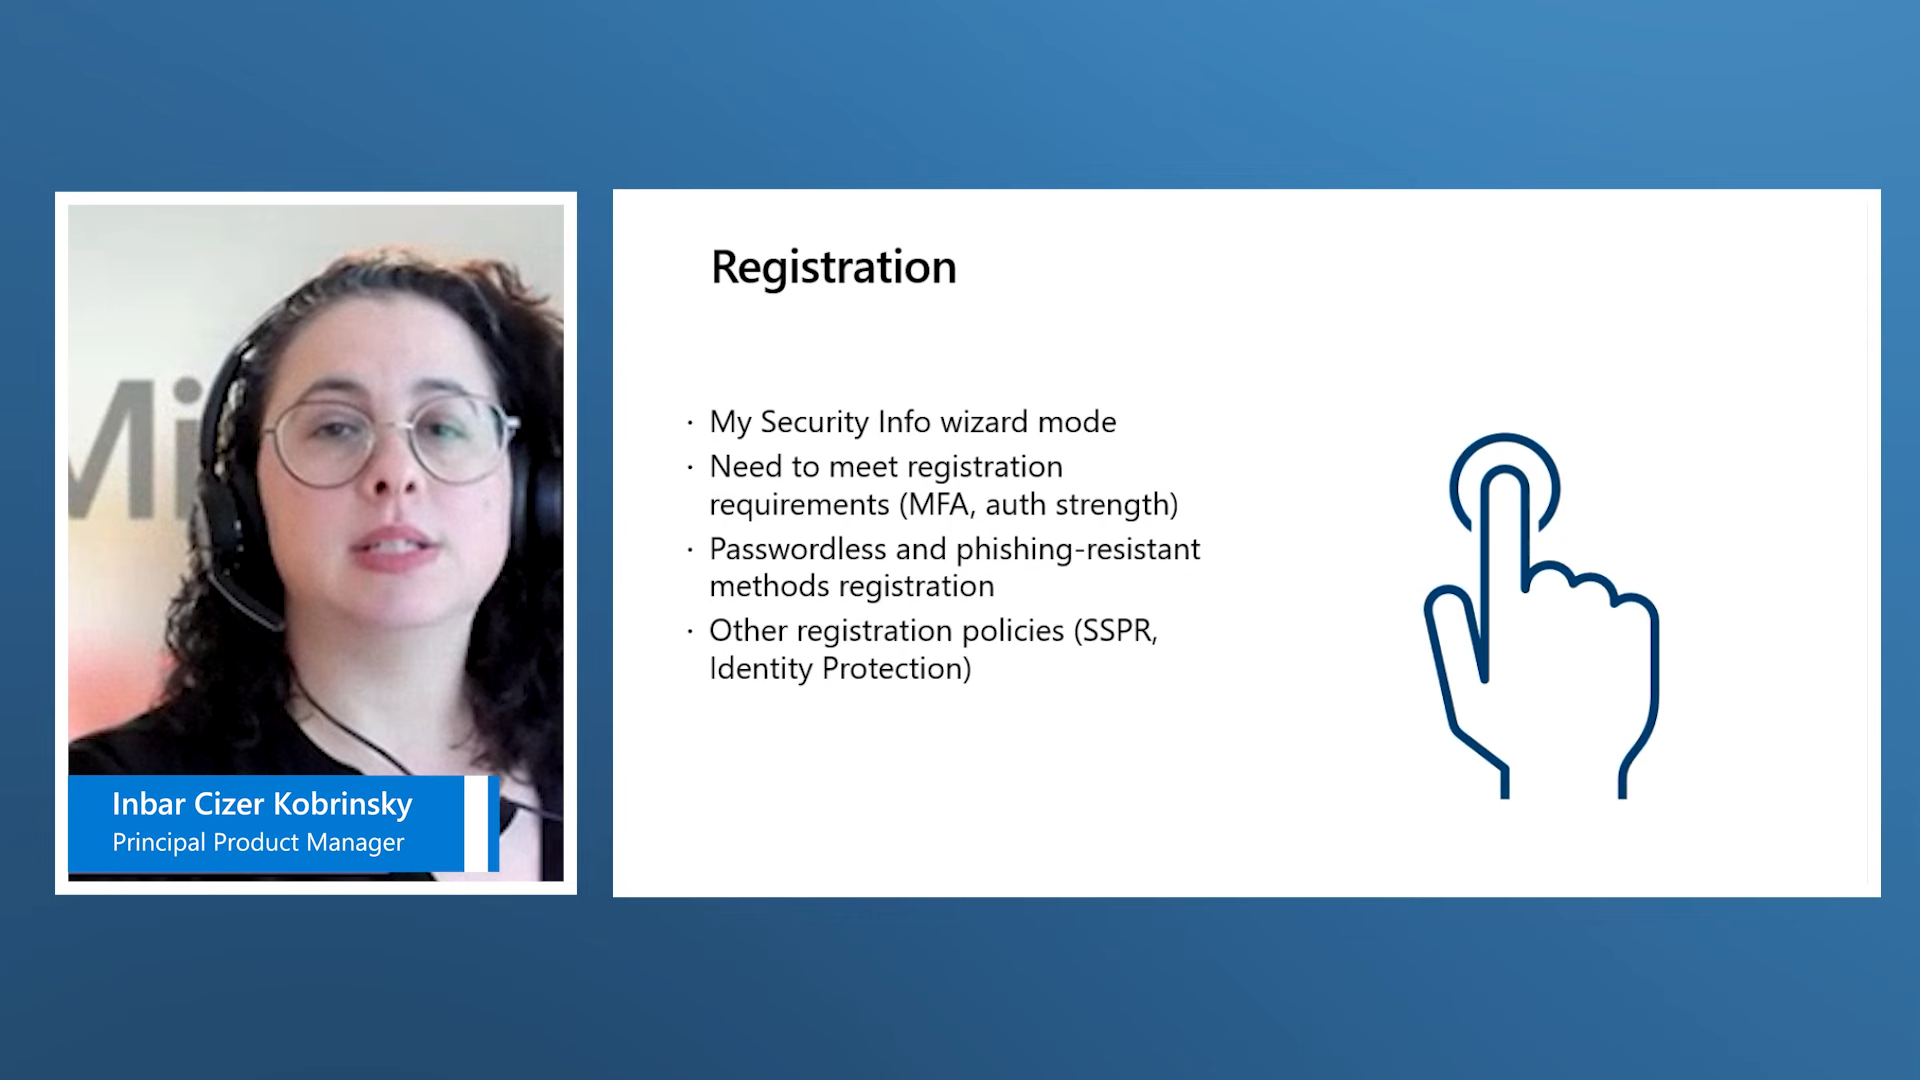 Mi
Inbar Cizer Kobrinsky
Principal Product Manager
Registration
· My Security Info wizard mode
· Need to meet registration
requirements (MFA, auth strength)
· Passwordless and phishing-resistant
methods registration
· Other registration policies (SSPR,
Identity Protection)